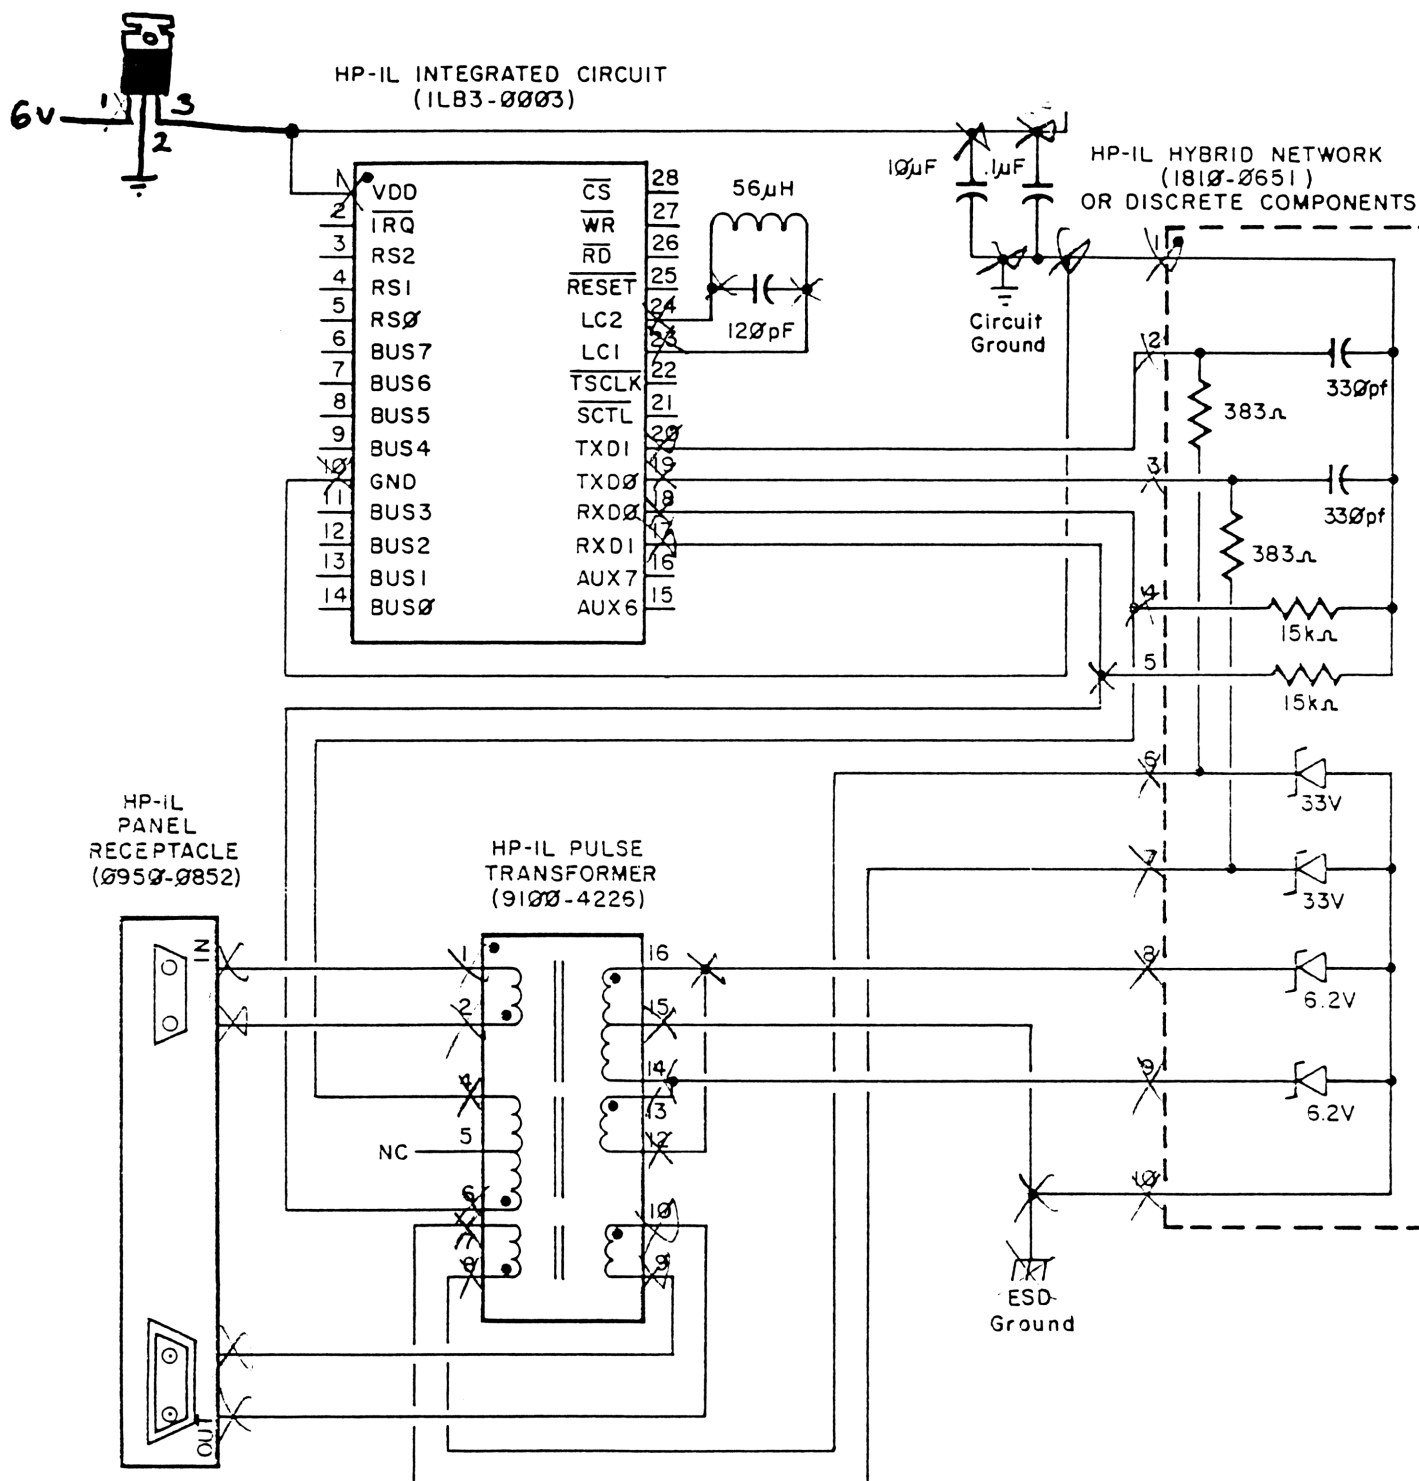 HP-IL INTEGRATED CIRCUIT
(1LB3-0003)
6V
1
3
2
10µF
.1µF
HP-IL HYBRID NETWORK
(1810-0651)
OR DISCRETE COMPONENTS
56µH
120pF
Circuit
Ground
1 VDD
2 IRQ
3 RS2
4 RS1
5 RS0
6 BUS7
7 BUS6
8 BUS5
9 BUS4
10 GND
11 BUS3
12 BUS2
13 BUS1
14 BUS0
CS 28
WR 27
RD 26
RESET 25
LC2 24
LC1 23
TSCLK 22
SCTL 21
TXD1 20
TXD0 19
RXD0 18
RXD1 17
AUX7 16
AUX6 15
1
2
330pf
383Ω
3
330pf
383Ω
4
15kΩ
5
15kΩ
6
33V
7
33V
8
6.2V
9
6.2V
10
HP-IL
PANEL
RECEPTACLE
(0950-0852)
IN
OUT
HP-IL PULSE
TRANSFORMER
(9100-4226)
1
2
4
5
NC
6
7
8
16
15
14
13
12
10
9
ESD
Ground